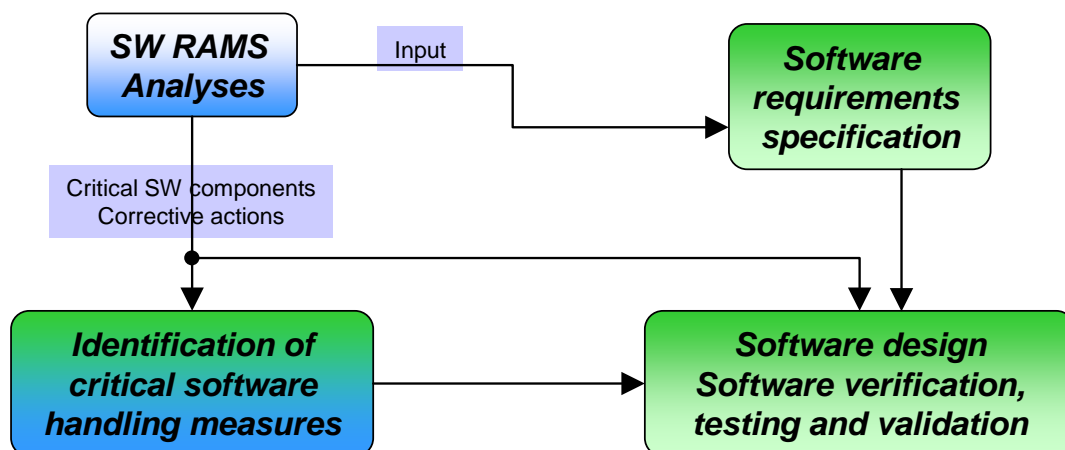 SW RAMS
Analyses
Input
Software
requirements
specification
Critical SW components
Corrective actions
Identification of
critical software
handling measures
Software design
Software verification,
testing and validation